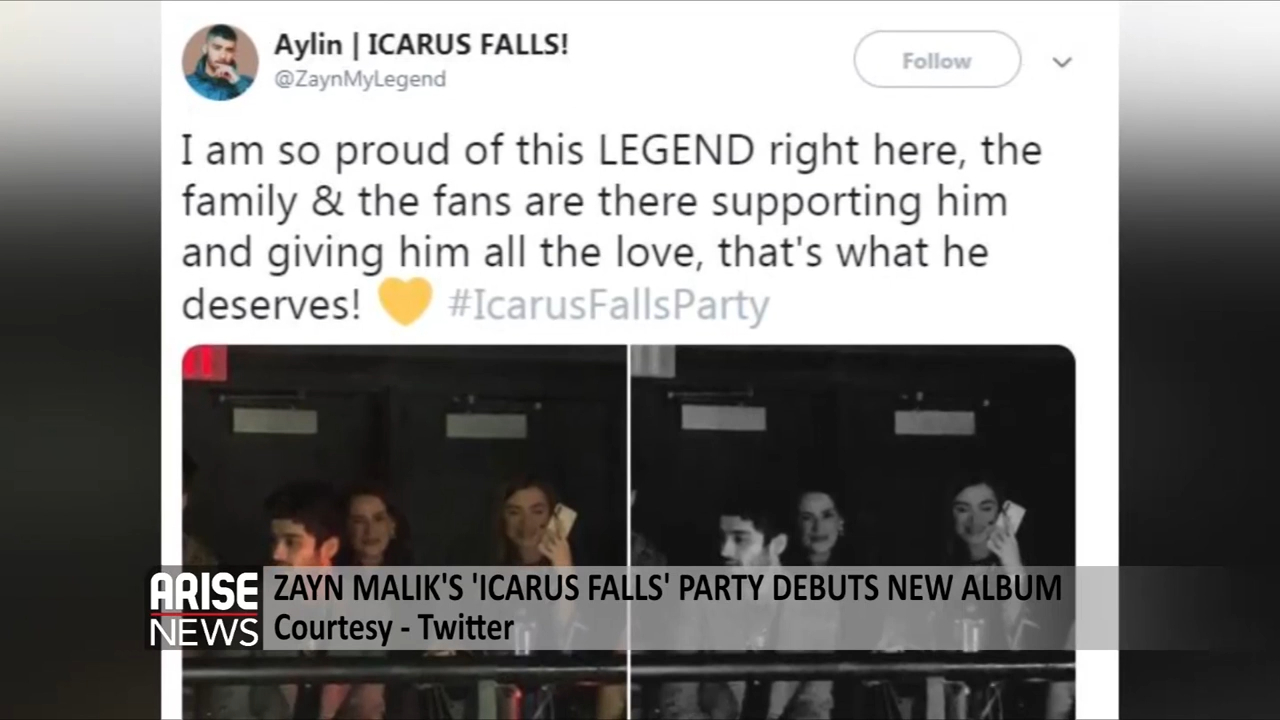 Aylin | ICARUS FALLS!
@ZaynMyLegend
Follow
I am so proud of this LEGEND right here, the
family & the fans are there supporting him
and giving him all the love, that's what he
deserves! 💛 #IcarusFallsParty
ARISE
NEWS
ZAYN MALIK'S 'ICARUS FALLS' PARTY DEBUTS NEW ALBUM
Courtesy - Twitter